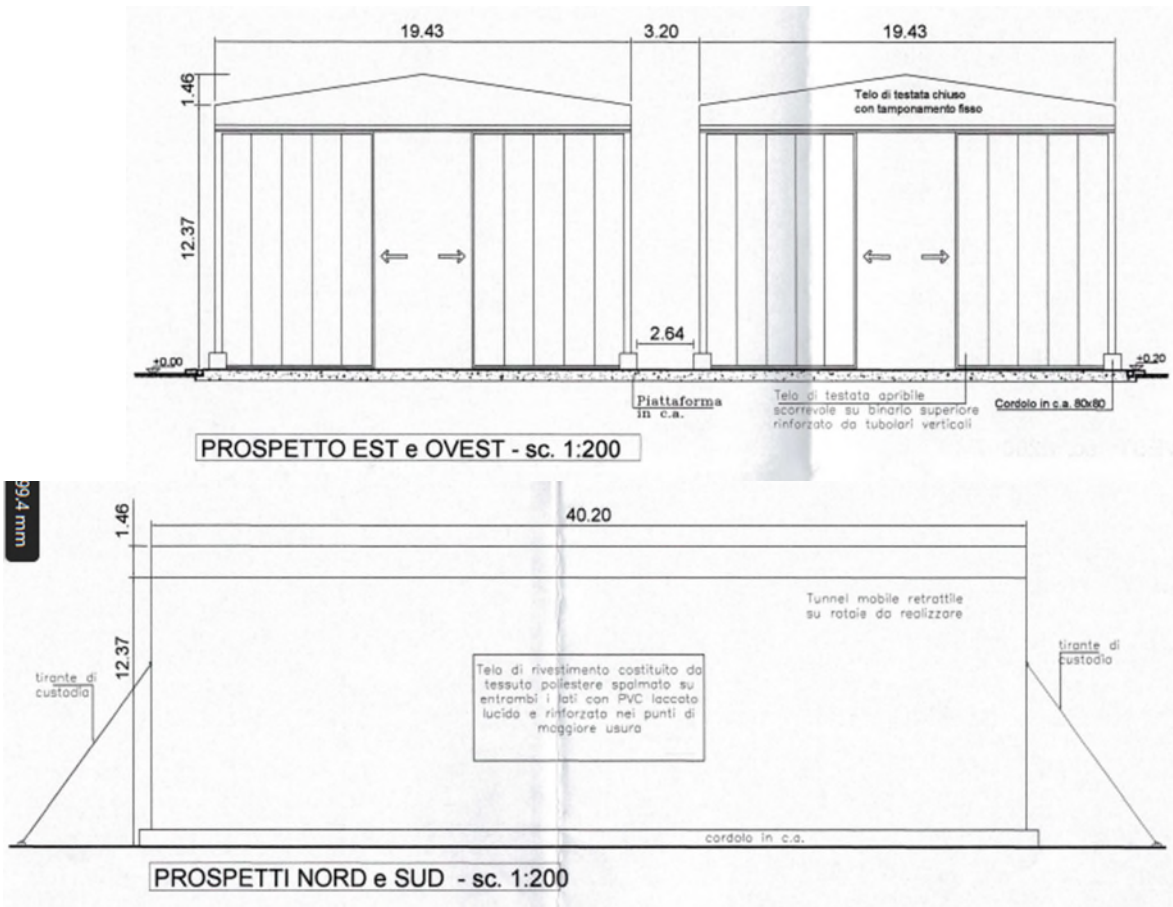 19.43
3.20
19.43
1.46
Telo di testata chiuso
con tamponamento fisso
12.37
2.64
±0.00
+0.20
Piattaforma
in c.a.
Telo di testata apribile
scorrevole su binario superiore
rinforzato da tubolari verticali
Cordolo in c.a. 80x80
PROSPETTO EST e OVEST - sc. 1:200
99.4 mm
1.46
40.20
Tunnel mobile retrattile
su rotaie da realizzare
12.37
tirante di
custodia
Telo di rivestimento costituito da
tessuto poliestere spalmato su
entrambi i lati con PVC laccato
lucido e rinforzato nei punti di
maggiore usura
tirante di
custodia
cordolo in c.a.
PROSPETTI NORD e SUD - sc. 1:200